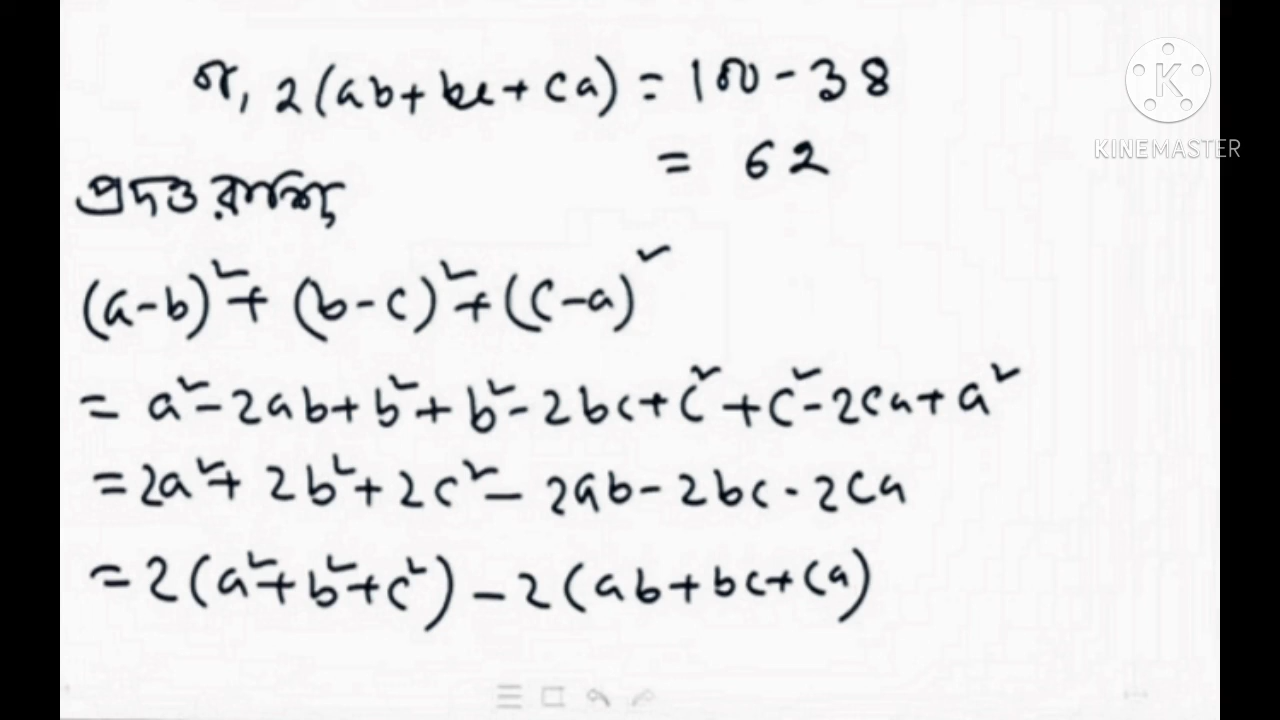 বা, 2(ab+bc+ca) = 100-38
= 62
প্রদত্ত রাশি,
(a-b)²+ (b-c)²+(c-a)²
= a²-2ab+b²+b²-2bc+c²+c²-2ca+a²
=2a²+ 2b²+2c²- 2ab-2bc-2ca
=2(a²+b²+c²) -2(ab+bc+ca)
K
KINEMASTER